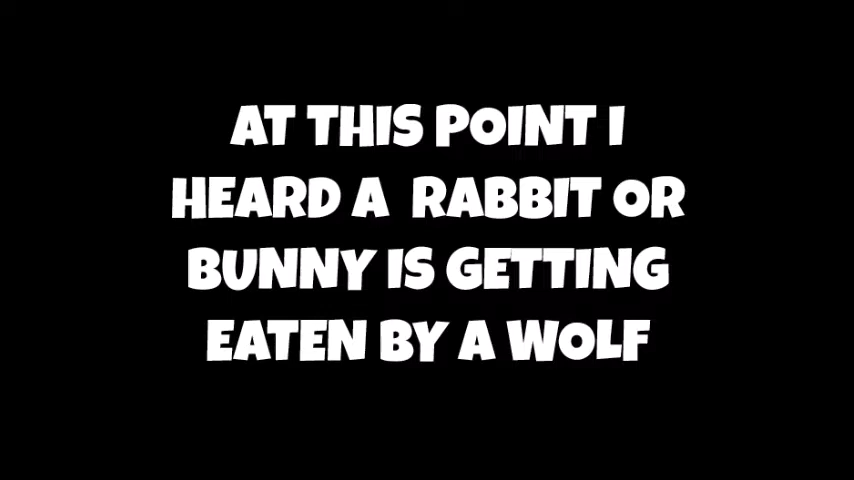 AT THIS POINT I
HEARD A  RABBIT OR
BUNNY IS GETTING
EATEN BY A WOLF